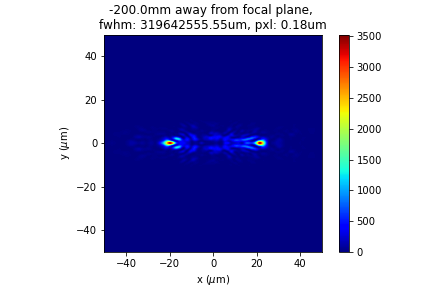 -200.0mm away from focal plane,
fwhm: 319642555.55um, pxl: 0.18um
40
20
0
−20
−40
y (μm)
−40 −20 0 20 40
x (μm)
3500
3000
2500
2000
1500
1000
500
0